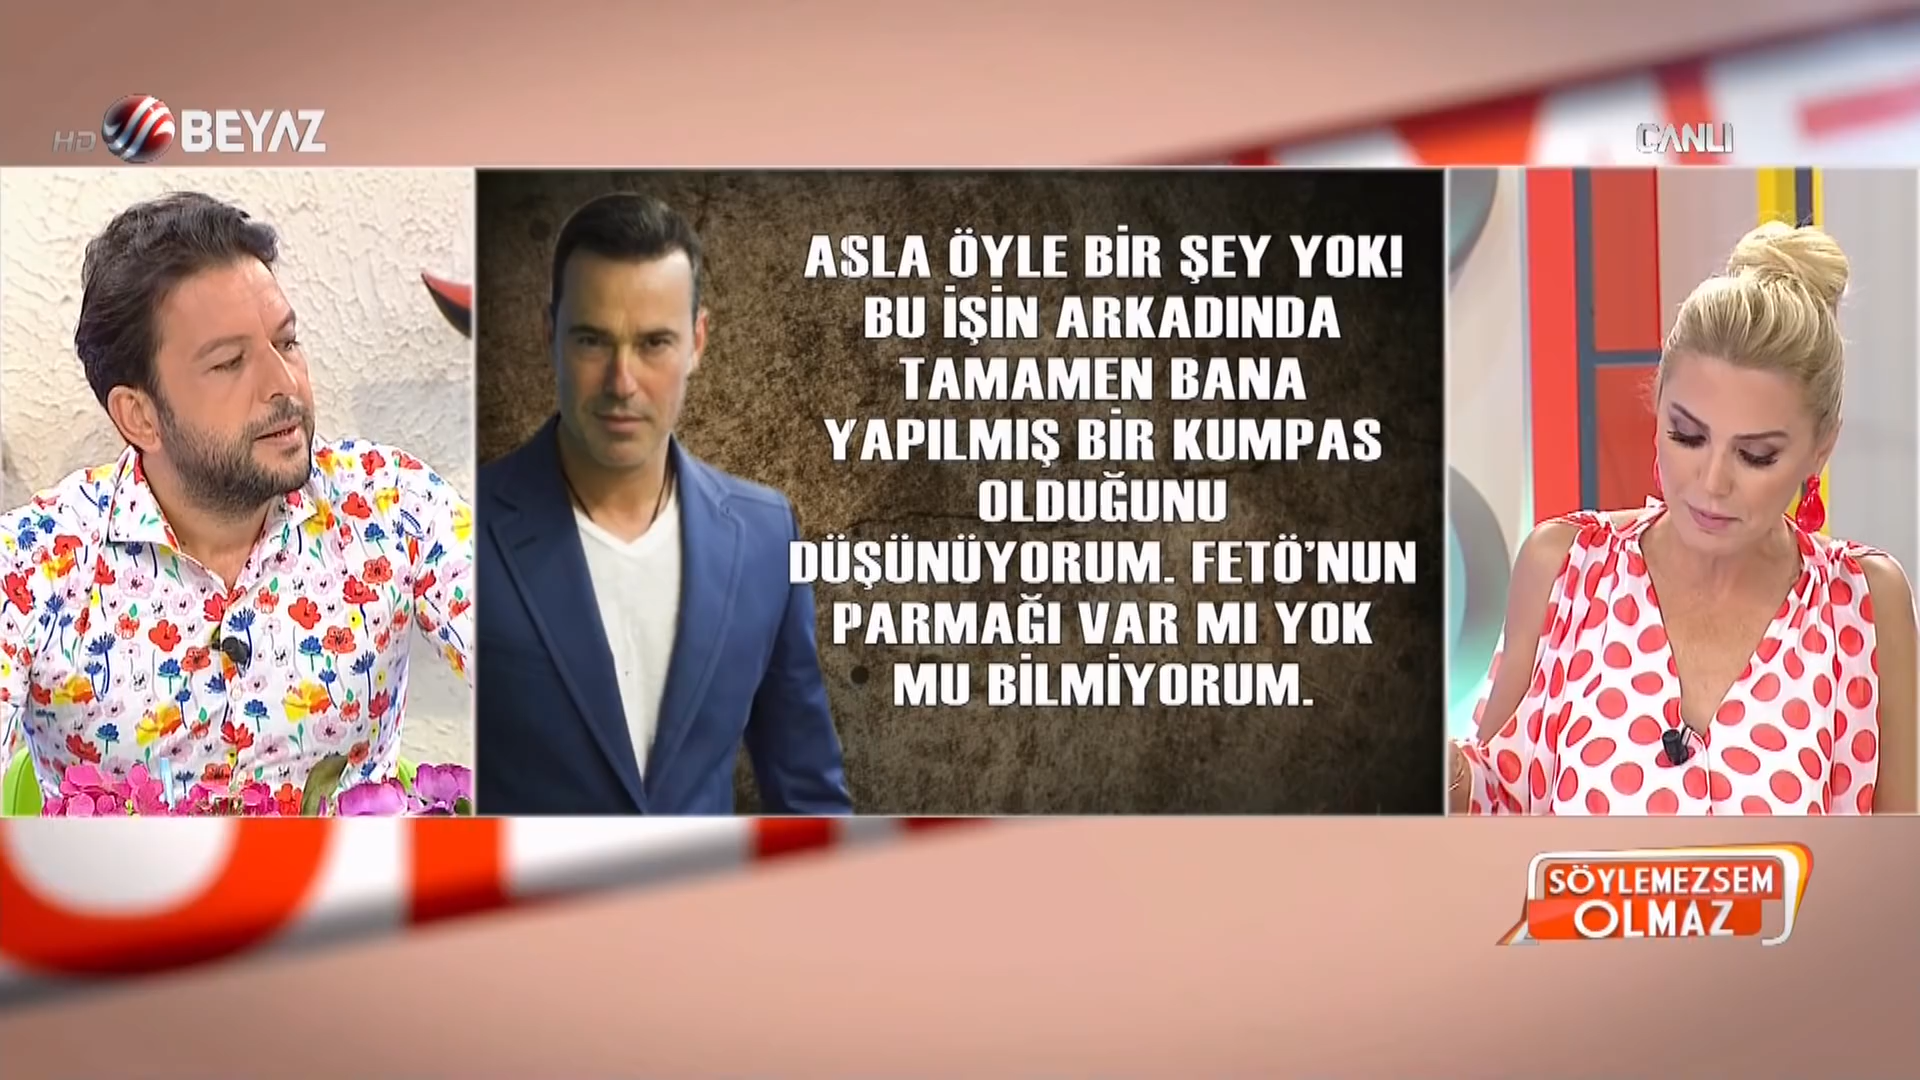 HD BEYAZ
CANLI
ASLA ÖYLE BİR ŞEY YOK!
BU İŞİN ARKADINDA
TAMAMEN BANA
YAPILMIŞ BİR KUMPAS
OLDUĞUNU
DÜŞÜNÜYORUM. FETÖ'NUN
PARMAĞI VAR MI YOK
MU BİLMİYORUM.
SÖYLEMEZSEM
OLMAZ